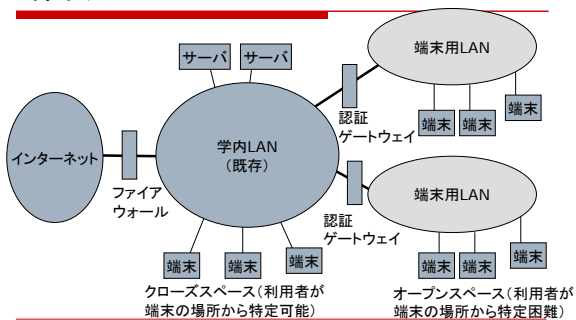 サーバ
サーバ
端末用LAN
端末
端末
端末
認証
ゲートウェイ
インターネット
学内LAN
(既存)
ファイア
ウォール
端末用LAN
認証
ゲートウェイ
端末
端末
端末
端末
端末
端末
クローズスペース(利用者が
端末の場所から特定可能)
オープンスペース(利用者が
端末の場所から特定困難)